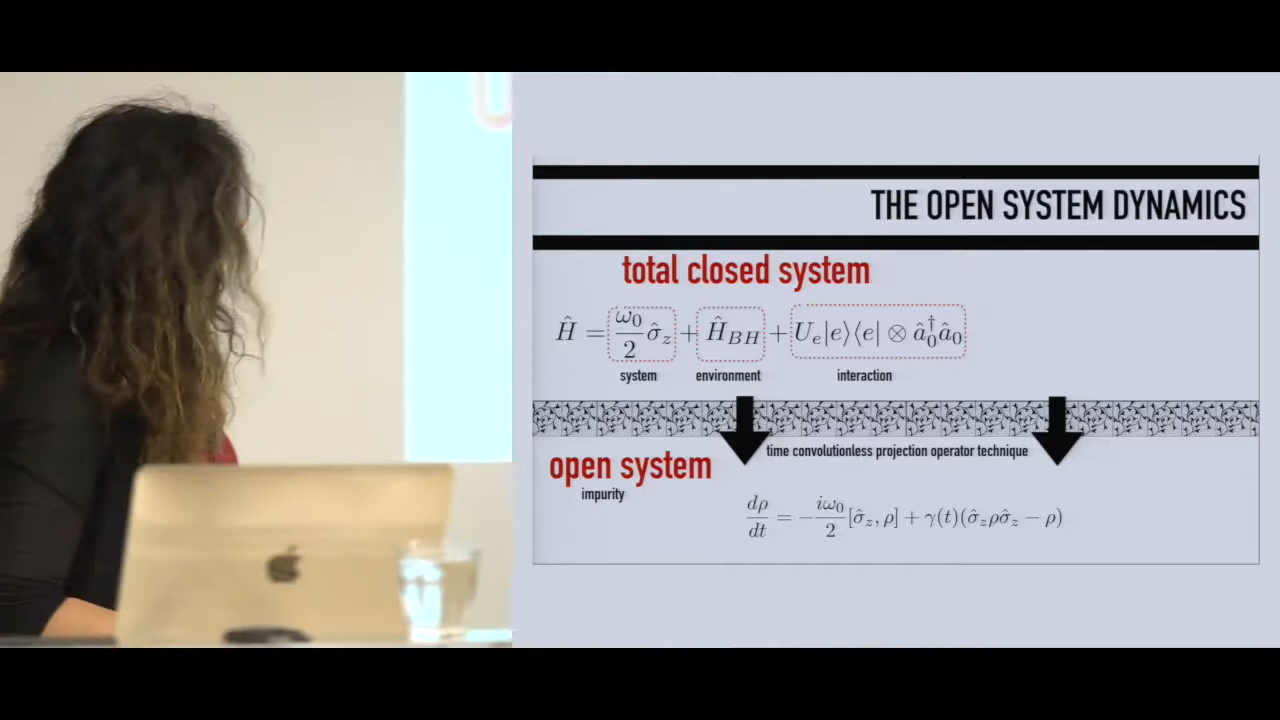 THE OPEN SYSTEM DYNAMICS
total closed system
Ĥ = ω₀/2 σ̂_z + Ĥ_BH + U_e|e⟩⟨e| ⊗ â₀†â₀
system environment interaction
time convolutionless projection operator technique
open system
impurity
dρ/dt = −iω₀/2 [σ̂_z, ρ] + γ(t)(σ̂_z ρ σ̂_z − ρ)